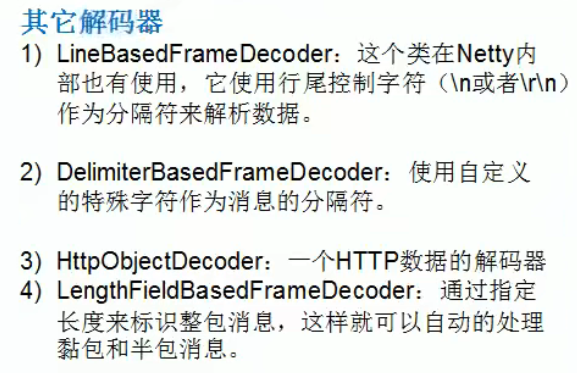 其它解码器
1) LineBasedFrameDecoder：这个类在Netty内
部也有使用，它使用行尾控制字符（\n或者\r\n）
作为分隔符来解析数据。
2) DelimiterBasedFrameDecoder：使用自定义
的特殊字符作为消息的分隔符。
3) HttpObjectDecoder：一个HTTP数据的解码器
4) LengthFieldBasedFrameDecoder：通过指定
长度来标识整包消息，这样就可以自动的处理
黏包和半包消息。